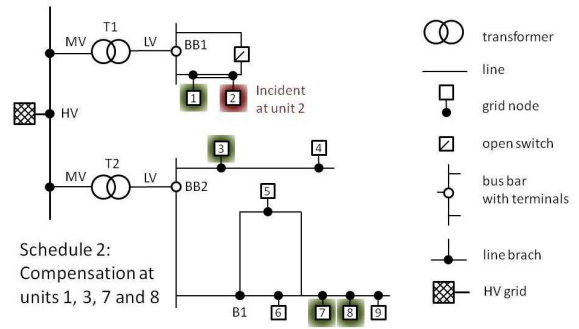 T1
MV
LV
BB1
1
2
Incident
at unit 2
HV
3
4
T2
MV
LV
BB2
5
Schedule 2:
Compensation at
units 1, 3, 7 and 8
B1
6
7
8
9
transformer
line
grid node
open switch
bus bar
with terminals
line brach
HV grid